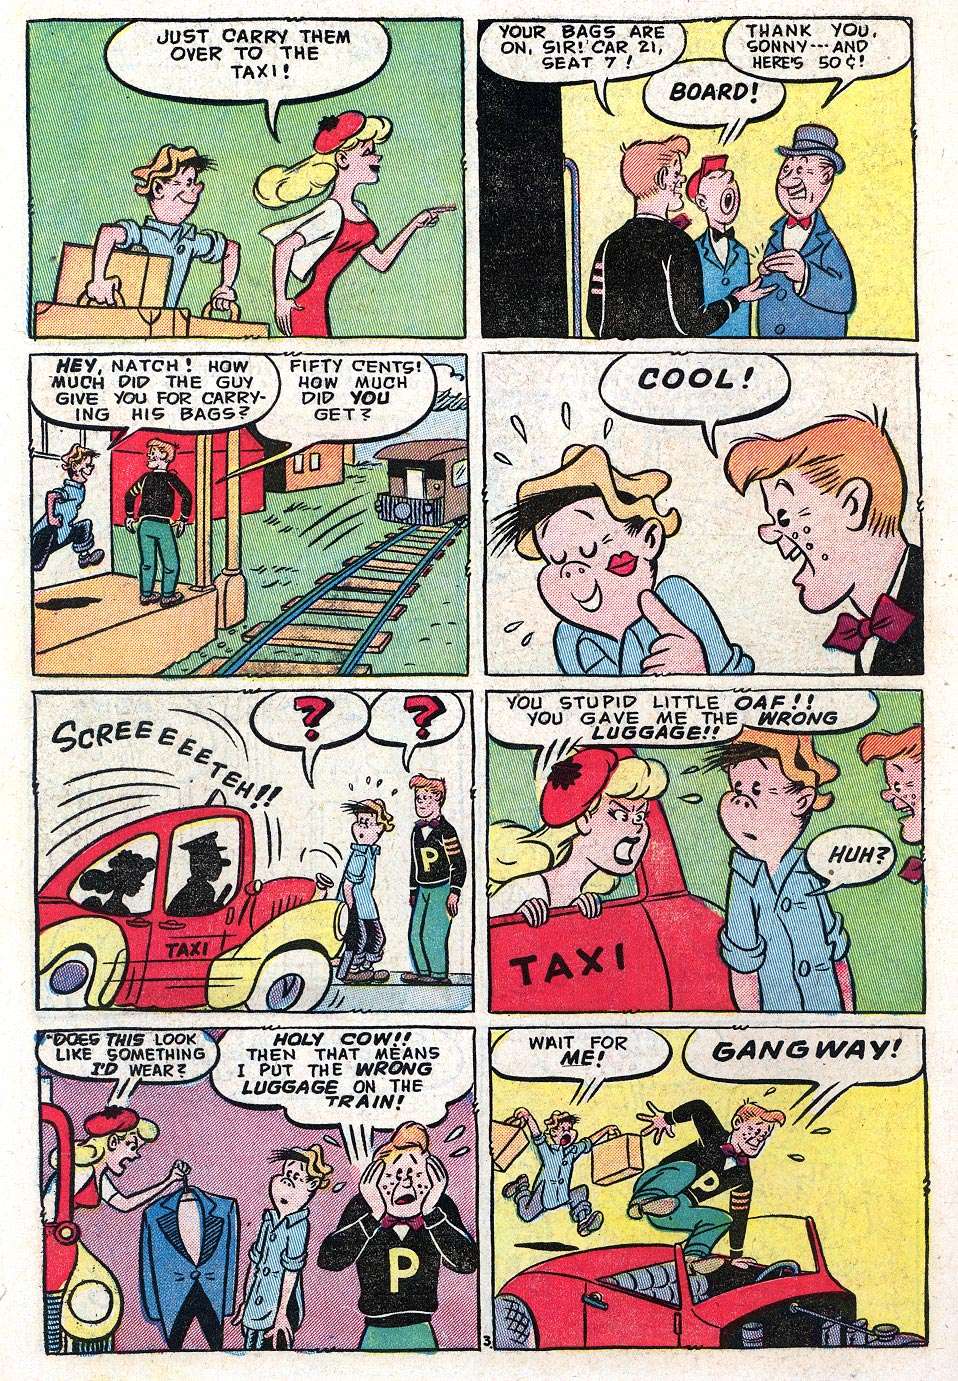 JUST CARRY THEM
OVER TO THE
TAXI!
YOUR BAGS ARE
ON, SIR! CAR 21,
SEAT 7!
BOARD!
THANK YOU,
SONNY---AND
HERE'S 50¢!
HEY, NATCH! HOW
MUCH DID THE GUY
GIVE YOU FOR CARRY-
ING HIS BAGS?
FIFTY CENTS!
HOW MUCH
DID YOU
GET?
COOL!
SCREEEEEETEH!!
?
?
P
TAXI
YOU STUPID LITTLE OAF!!
YOU GAVE ME THE WRONG
LUGGAGE!!
HUH?
TAXI
DOES THIS LOOK
LIKE SOMETHING
I'D WEAR?
HOLY COW!!
THEN THAT MEANS
I PUT THE WRONG
LUGGAGE ON THE
TRAIN!
P
WAIT FOR
ME!
GANGWAY!
P
3